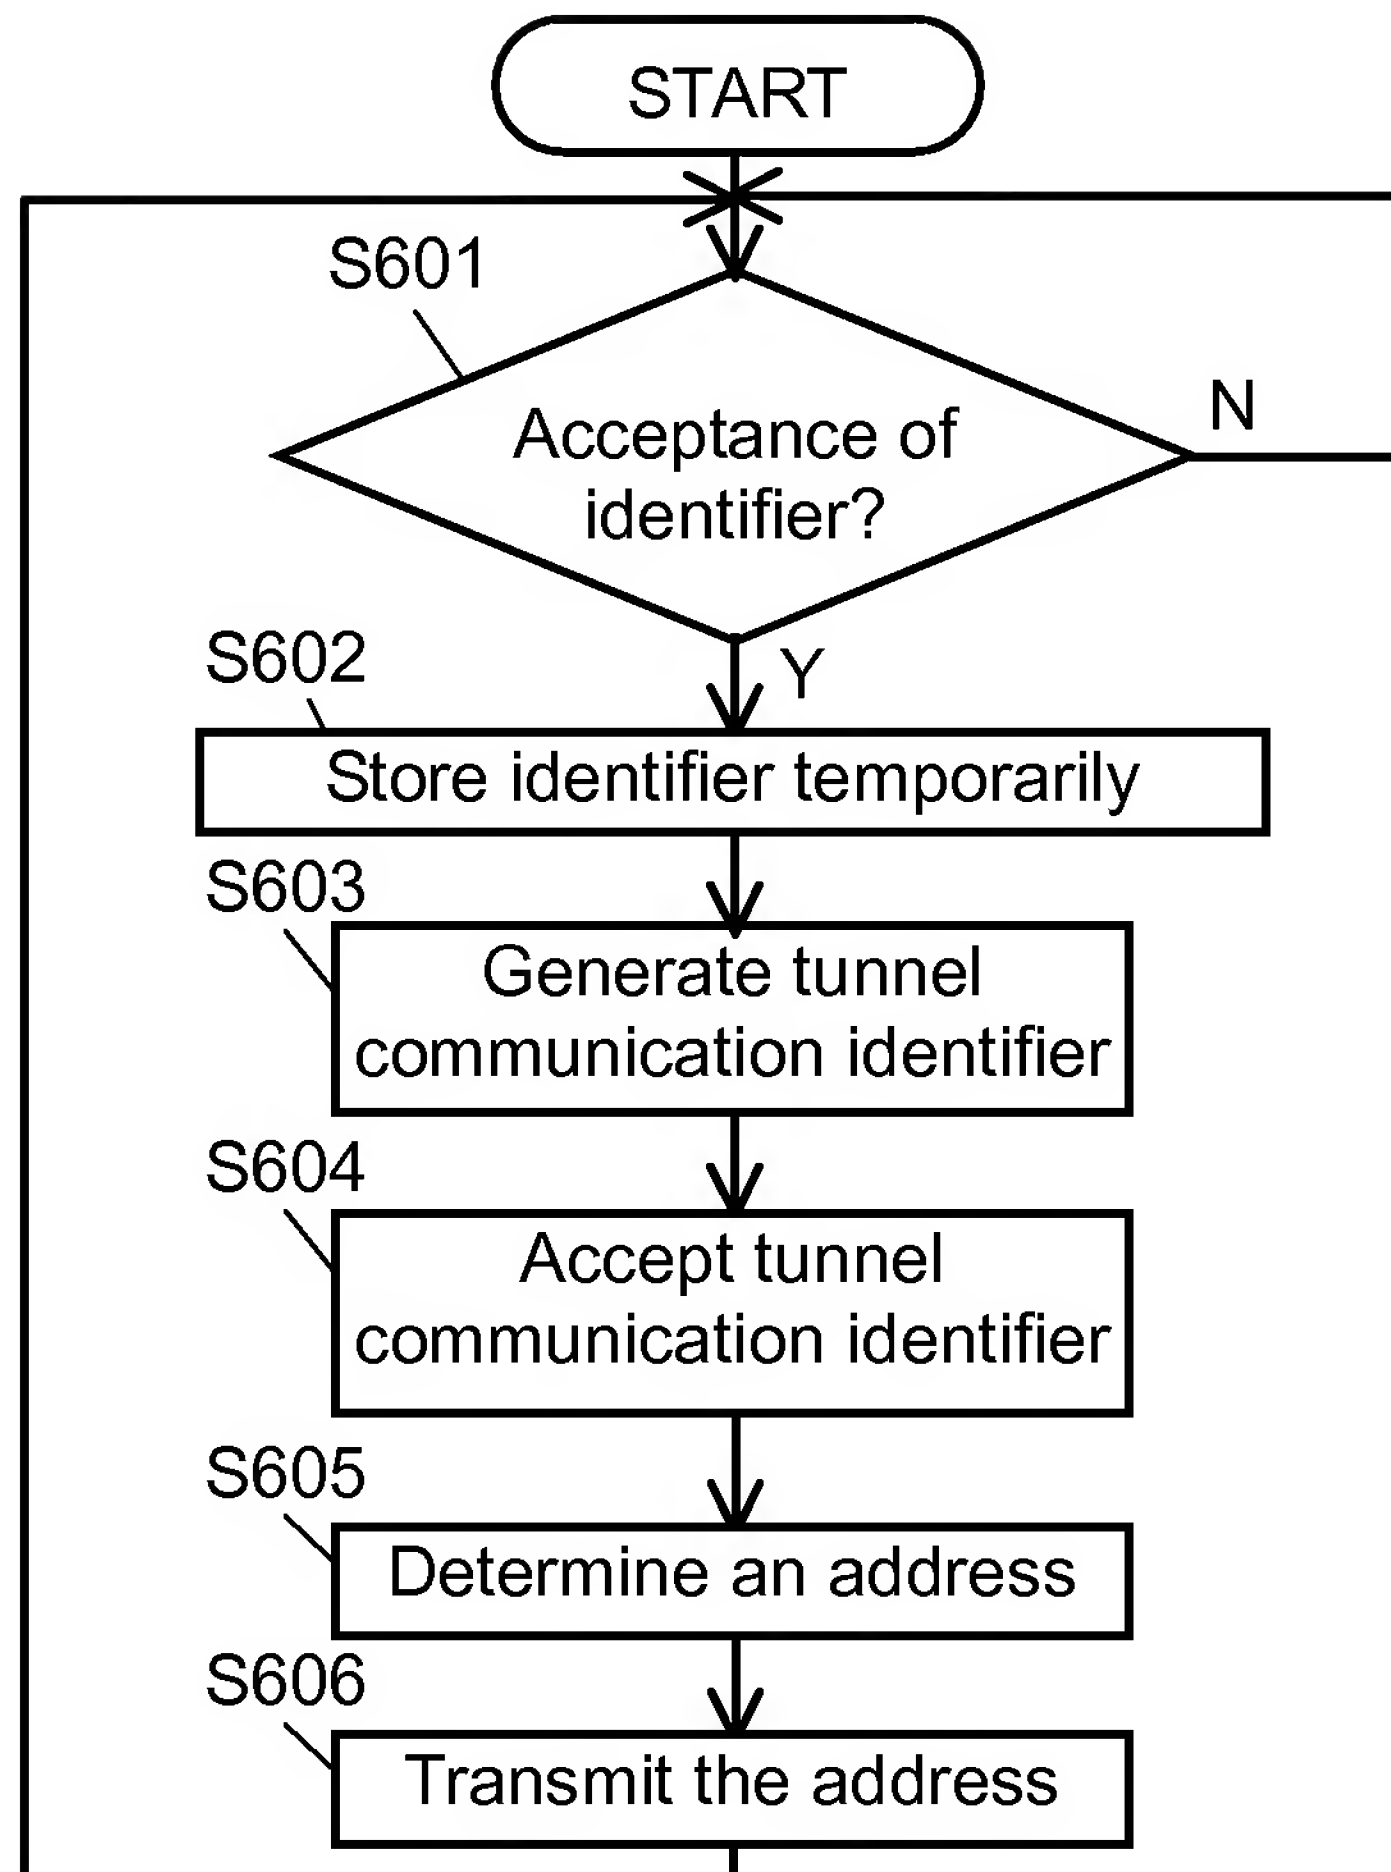 START
S601
Acceptance of
identifier?
N
Y
S602
Store identifier temporarily
S603
Generate tunnel
communication identifier
S604
Accept tunnel
communication identifier
S605
Determine an address
S606
Transmit the address